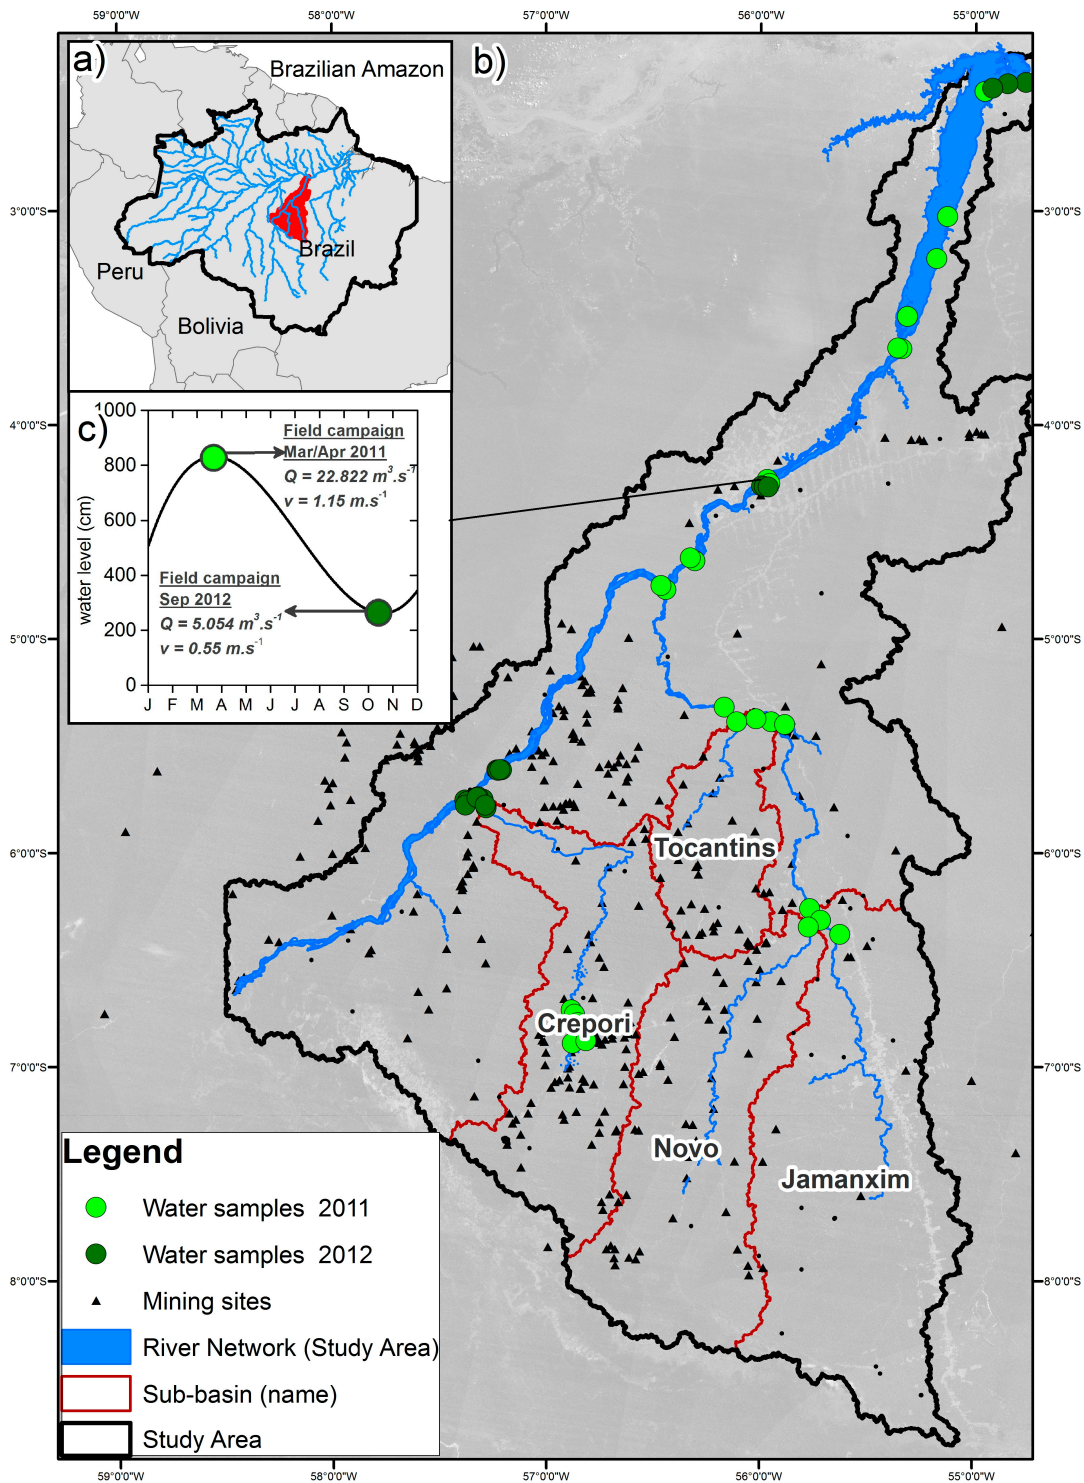 59°0'0"W 58°0'0"W 57°0'0"W 56°0'0"W 55°0'0"W
a)
Brazilian Amazon
b)
Peru
Brazil
Bolivia
3°0'0"S 3°0'0"S
c)
1000
800
600
400
200
0
water level (cm)
Field campaign
Mar/Apr 2011
Q = 22.822 m³.s⁻¹
v = 1.15 m.s⁻¹
Field campaign
Sep 2012
Q = 5.054 m³.s⁻¹
v = 0.55 m.s⁻¹
J F M A M J J A S O N D
4°0'0"S 4°0'0"S
5°0'0"S 5°0'0"S
Tocantins
6°0'0"S 6°0'0"S
Crepori
7°0'0"S 7°0'0"S
Novo
Jamanxim
8°0'0"S 8°0'0"S
Legend
Water samples 2011
Water samples 2012
Mining sites
River Network (Study Area)
Sub-basin (name)
Study Area
59°0'0"W 58°0'0"W 57°0'0"W 56°0'0"W 55°0'0"W